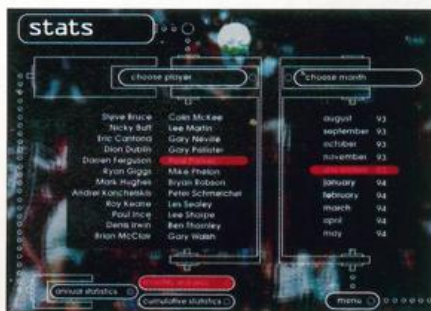 stats
choose player
choose month
Steve Bruce Colin McKee
Nicky Butt Lee Martin
Eric Cantona Gary Neville
Dion Dublin Gary Pallister
Darren Ferguson Paul Parker
Ryan Giggs Mike Phelan
Mark Hughes Bryan Robson
Andrei Kanchelskis Peter Schmeichel
Roy Keane Les Sealey
Paul Ince Lee Sharpe
Denis Irwin Ben Thornley
Brian McClair Gary Walsh
august 93
september 93
october 93
november 93
93
january 94
february 94
march 94
april 94
may 94
annual statistics
cumulative statistics
menu